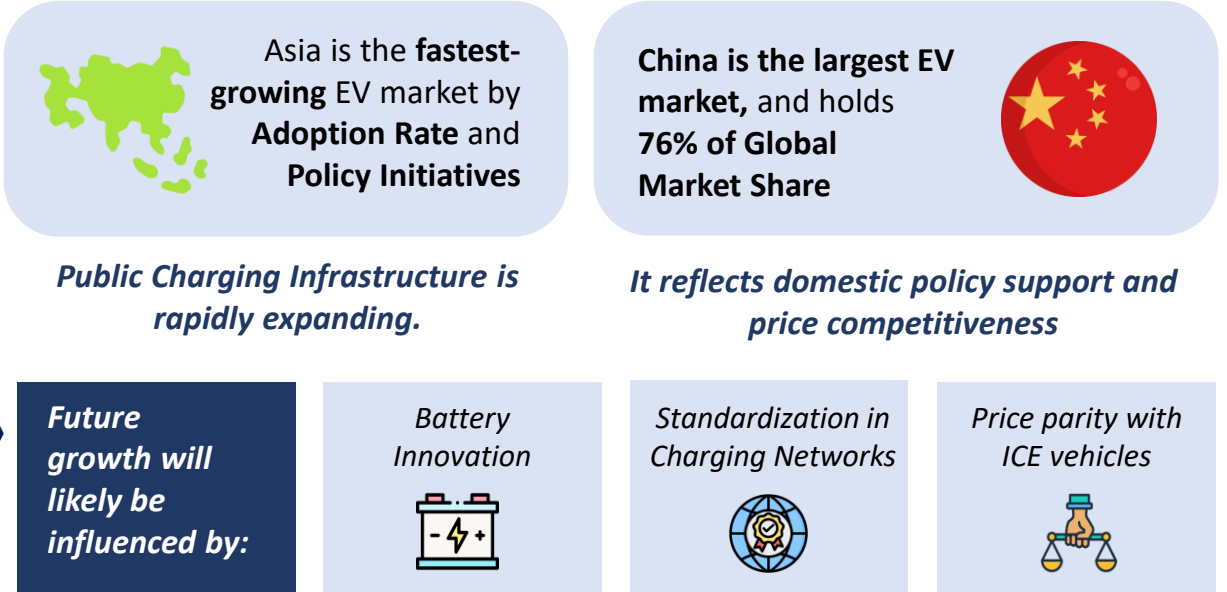 Asia is the fastest-
growing EV market by
Adoption Rate and
Policy Initiatives
China is the largest EV
market, and holds
76% of Global
Market Share
Public Charging Infrastructure is
rapidly expanding.
It reflects domestic policy support and
price competitiveness
Future
growth will
likely be
influenced by:
Battery
Innovation
Standardization in
Charging Networks
Price parity with
ICE vehicles